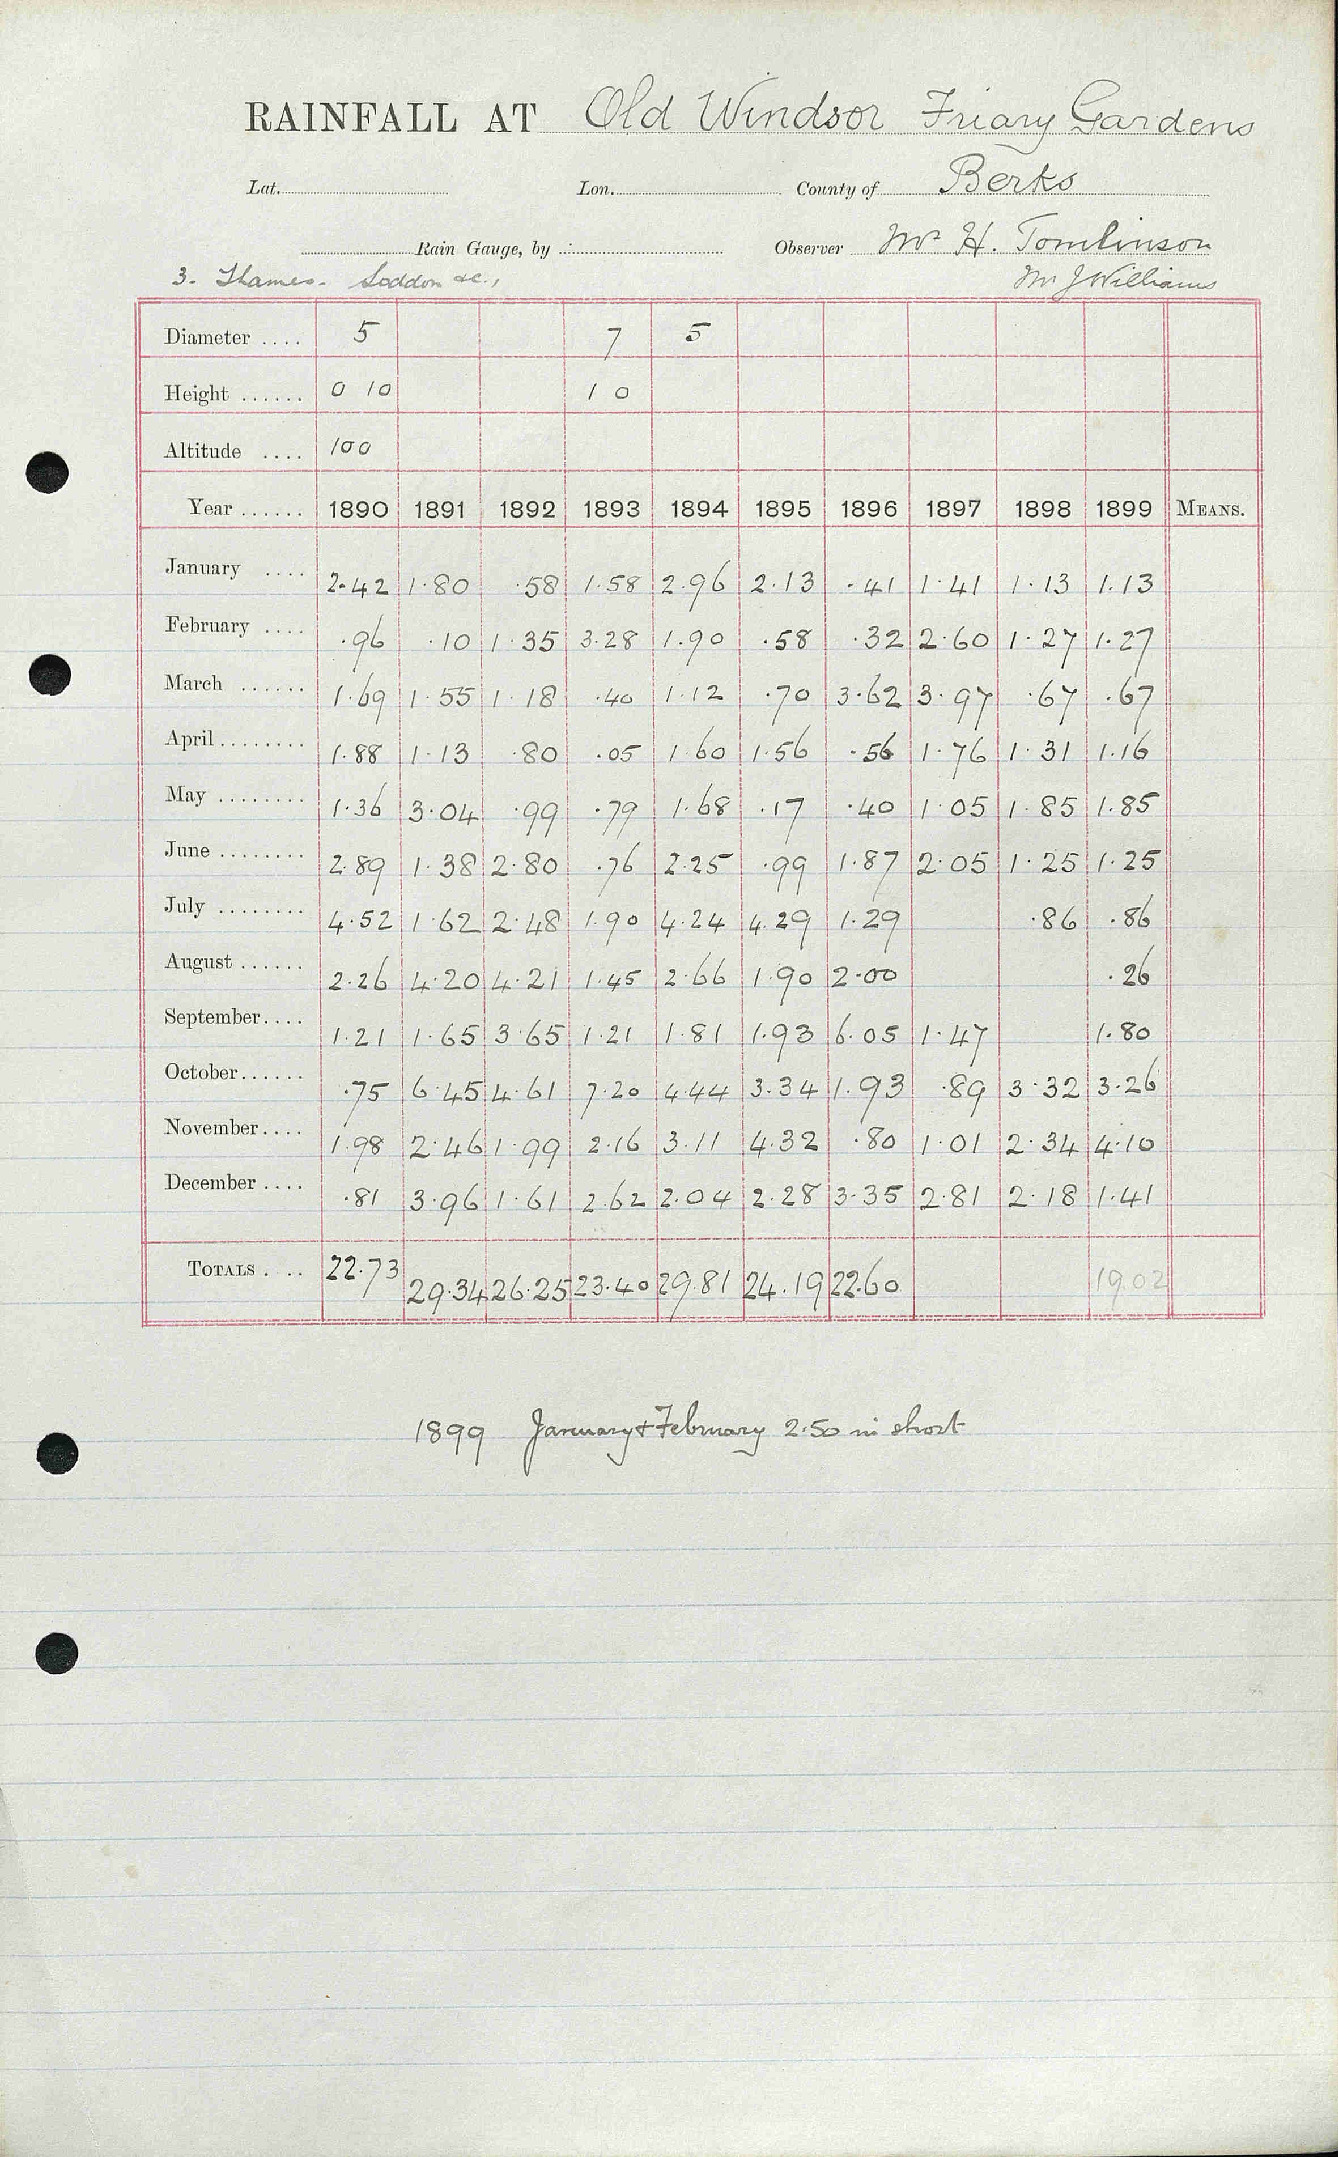 RAINFALL AT Old Windsor Friary Gardens
Lat. Lon. County of Berks
Rain Gauge, by Observer Mr H. Tomlinson
3. Thames. Loddon &c., Mr J Williams
Diameter .... 5 7 5
Height ...... 0 10 1 0
Altitude .... 100
Year ...... 1890 1891 1892 1893 1894 1895 1896 1897 1898 1899 MEANS.
January .... 2.42 1.80 .58 1.58 2.96 2.13 .41 1.41 1.13 1.13
February .... .96 .10 1.35 3.28 1.90 .58 .32 2.60 1.27 1.27
March ...... 1.69 1.55 1.18 .40 1.12 .70 3.62 3.97 .67 .67
April ........ 1.88 1.13 .80 .05 1.60 1.56 .56 1.76 1.31 1.16
May ........ 1.36 3.04 .99 .79 1.68 .17 .40 1.05 1.85 1.85
June ........ 2.89 1.38 2.80 .76 2.25 .99 1.87 2.05 1.25 1.25
July ........ 4.52 1.62 2.48 1.90 4.24 4.29 1.29 .86 .86
August ...... 2.26 4.20 4.21 1.45 2.66 1.90 2.00 .26
September.... 1.21 1.65 3.65 1.21 1.81 1.93 6.05 1.47 1.80
October...... .75 6.45 4.61 7.20 4.44 3.34 1.93 .89 3.32 3.26
November.... 1.98 2.46 1.99 2.16 3.11 4.32 .80 1.01 2.34 4.10
December .... .81 3.96 1.61 2.62 2.04 2.28 3.35 2.81 2.18 1.41
TOTALS .... 22.73 29.34 26.25 23.40 29.81 24.19 22.60 1902
1899 January & February 2.50 in short